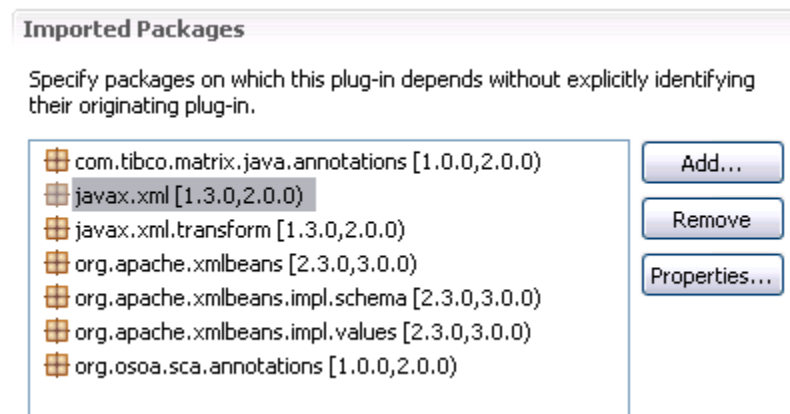 Imported Packages
Specify packages on which this plug-in depends without explicitly identifying
their originating plug-in.
com.tibco.matrix.java.annotations [1.0.0,2.0.0)
Add...
javax.xml [1.3.0,2.0.0)
Remove
javax.xml.transform [1.3.0,2.0.0)
org.apache.xmlbeans [2.3.0,3.0.0)
Properties...
org.apache.xmlbeans.impl.schema [2.3.0,3.0.0)
org.apache.xmlbeans.impl.values [2.3.0,3.0.0)
org.osoa.sca.annotations [1.0.0,2.0.0)